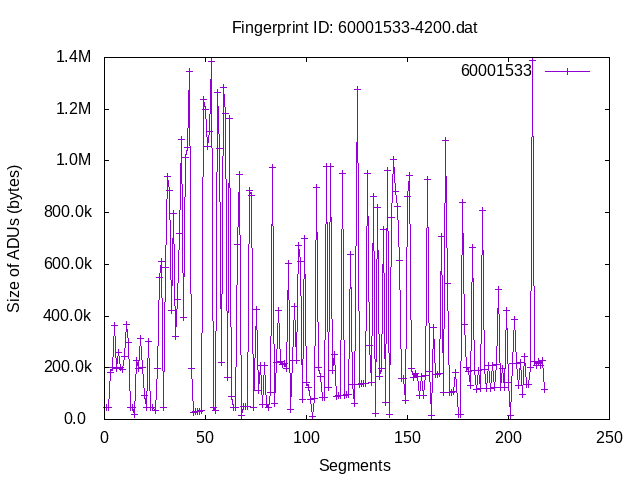 Fingerprint ID: 60001533-4200.dat
1.4M
60001533
1.2M
1.0M
800.0k
600.0k
400.0k
200.0k
0.0
Size of ADUs (bytes)
0 50 100 150 200 250
Segments